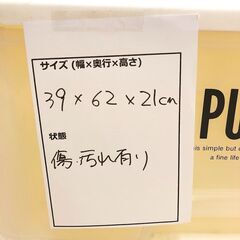 サイズ (幅×奥行×高さ)
39×62×21cm
状態
傷・汚れ有り
PU
his simple but
a fine life